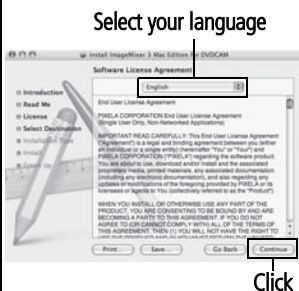 Select your language
Install ImageMixer 3 Mac Edition for DVDCAM
Software License Agreement
English
Introduction
Read Me
License
Select Destination
Installation Type
Install
Finish Up
End User License Agreement
PIXELA CORPORATION End User License Agreement
(Single User Only, Non-Networked Applications)
IMPORTANT READ CAREFULLY: This End User License Agreement
("Agreement") is a legal and binding agreement between you (either
an individual or a single entity) (hereinafter "You" or "Your") and
PIXELA CORPORATION ("PIXELA") regarding the software product
You are about to use, download and/or install and the associated
proprietary media, printed materials, any associated documentation
(including any electronic documentation), and also regarding any
updates or modifications of the foregoing provided by PIXELA or its
licensees or agents to You (collectively referred to as the "Product").
WHEN YOU INSTALL OR OTHERWISE USE ANY PART OF THE
PRODUCT, YOU ARE CONSENTING TO BE BOUND BY AND ARE
BECOMING A PARTY TO THIS AGREEMENT. IF YOU DO NOT
AGREE TO (OR CANNOT COMPLY WITH) ALL OF THE TERMS OF
THIS AGREEMENT, THEN (1) YOU WILL NOT HAVE THE RIGHT TO
Print...
Save...
Go Back
Continue
Click